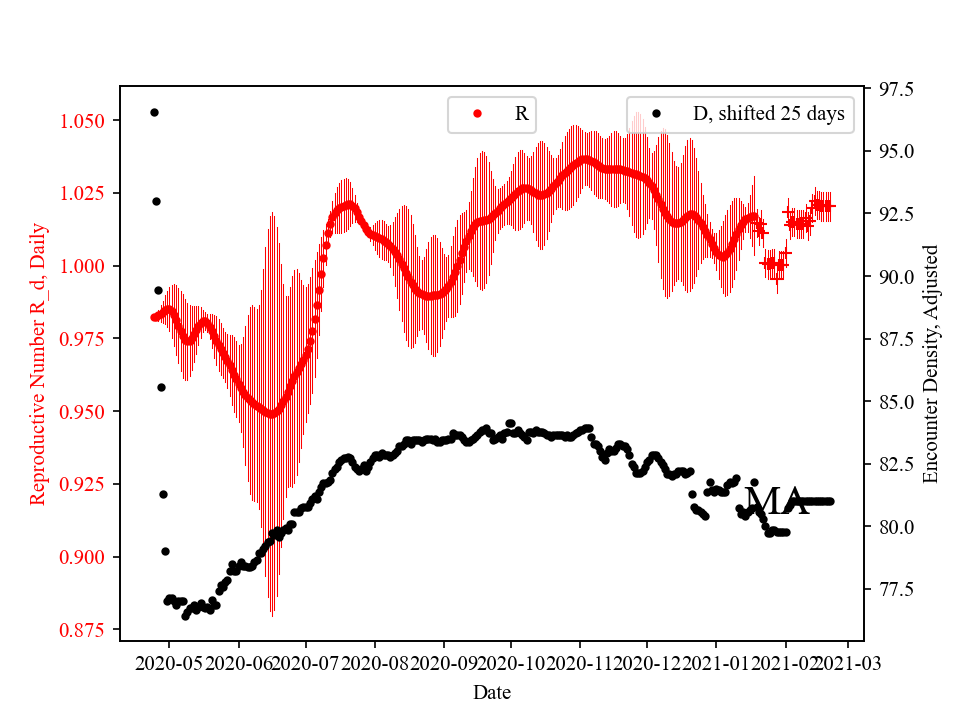 R
D, shifted 25 days
Reproductive Number R_d, Daily
1.050
1.025
1.000
0.975
0.950
0.925
0.900
0.875
97.5
95.0
92.5
90.0
87.5
85.0
82.5
80.0
77.5
Encounter Density, Adjusted
MA
2020-05 2020-06 2020-07 2020-08 2020-09 2020-10 2020-11 2020-12 2021-01 2021-02 2021-03
Date